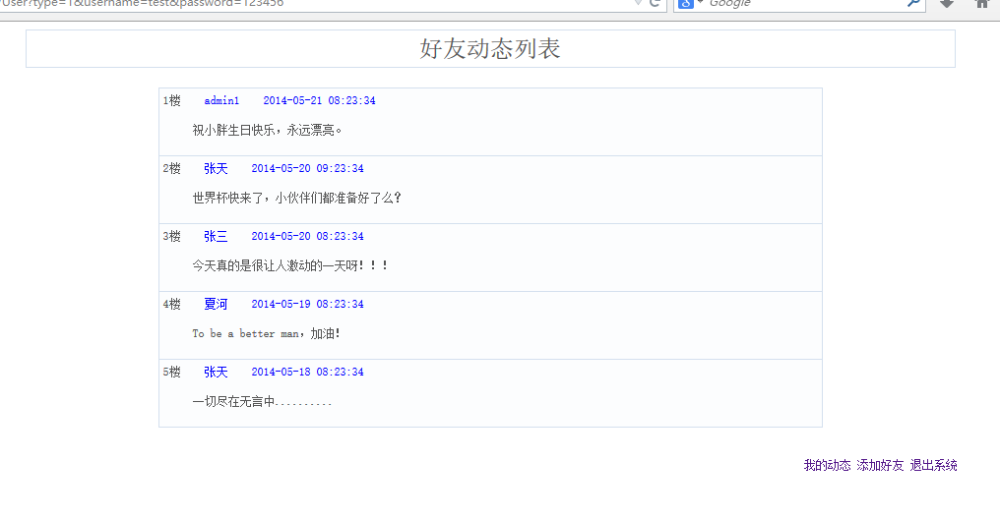 User?type=1&username=test&password=123456
Google
好友动态列表
1楼 admin1 2014-05-21 08:23:34
祝小胖生日快乐，永远漂亮。
2楼 张天 2014-05-20 09:23:34
世界杯快来了，小伙伴们都准备好了么？
3楼 张三 2014-05-20 08:23:34
今天真的是很让人激动的一天呀！！！
4楼 夏河 2014-05-19 08:23:34
To be a better man，加油！
5楼 张天 2014-05-18 08:23:34
一切尽在无言中..........
我的动态 添加好友 退出系统